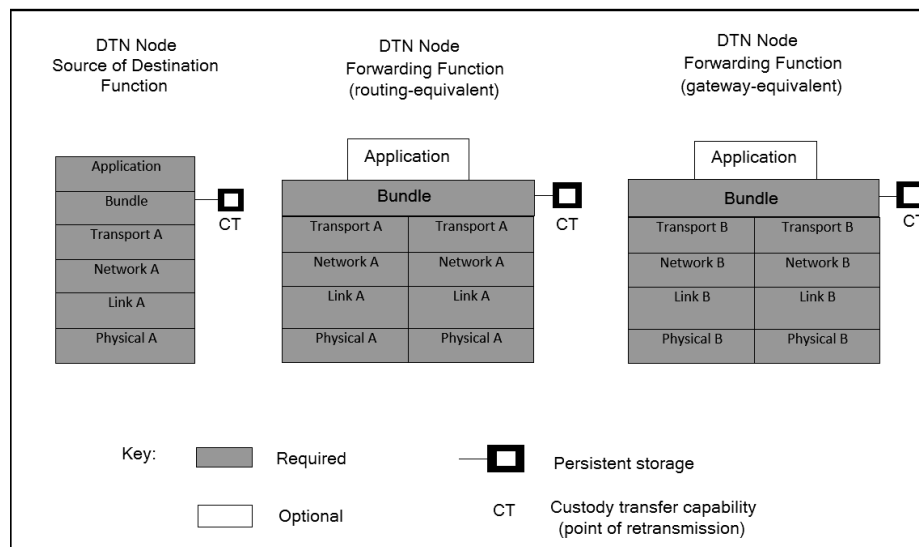 DTN Node
Source of Destination
Function
DTN Node
Forwarding Function
(routing-equivalent)
DTN Node
Forwarding Function
(gateway-equivalent)
Application
Bundle
Transport A
Network A
Link A
Physical A
CT
Application
Bundle
Transport A Transport A
Network A Network A
Link A Link A
Physical A Physical A
CT
Application
Bundle
Transport B Transport B
Network B Network B
Link B Link B
Physical B Physical B
CT
Key:
Required
Persistent storage
Optional
CT Custody transfer capability
(point of retransmission)